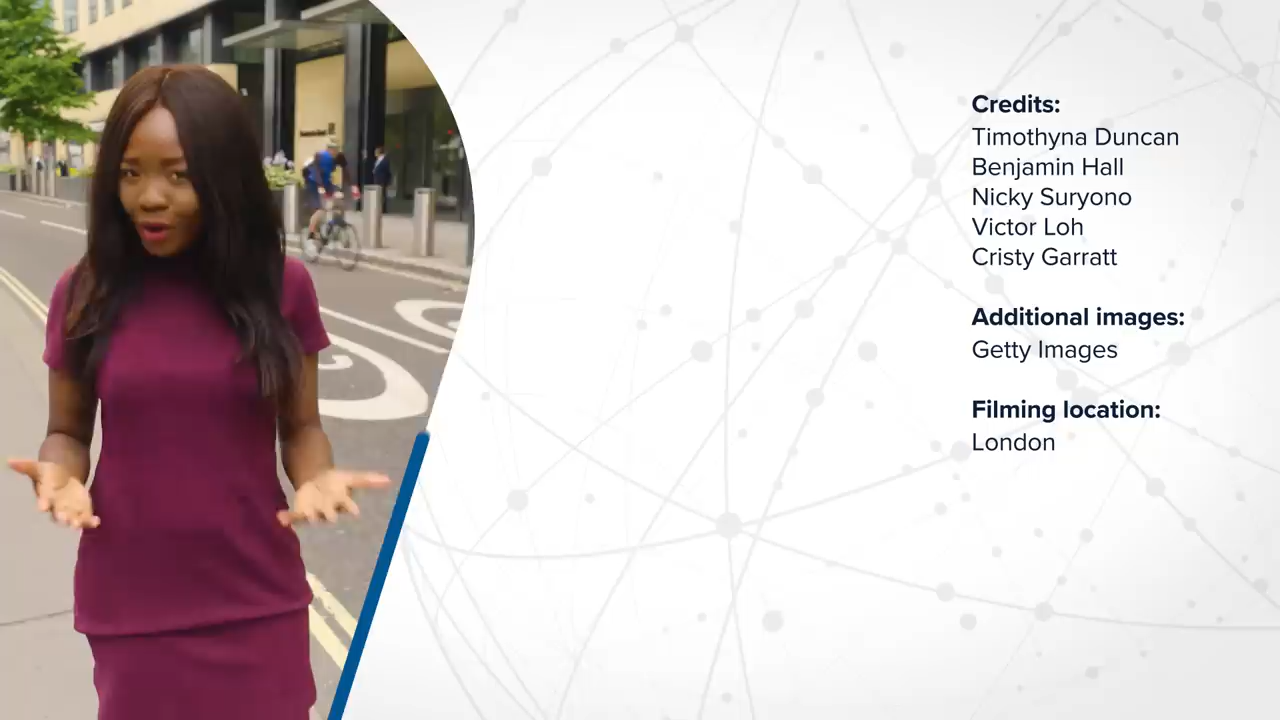 Credits:
Timothyna Duncan
Benjamin Hall
Nicky Suryono
Victor Loh
Cristy Garratt
Additional images:
Getty Images
Filming location:
London